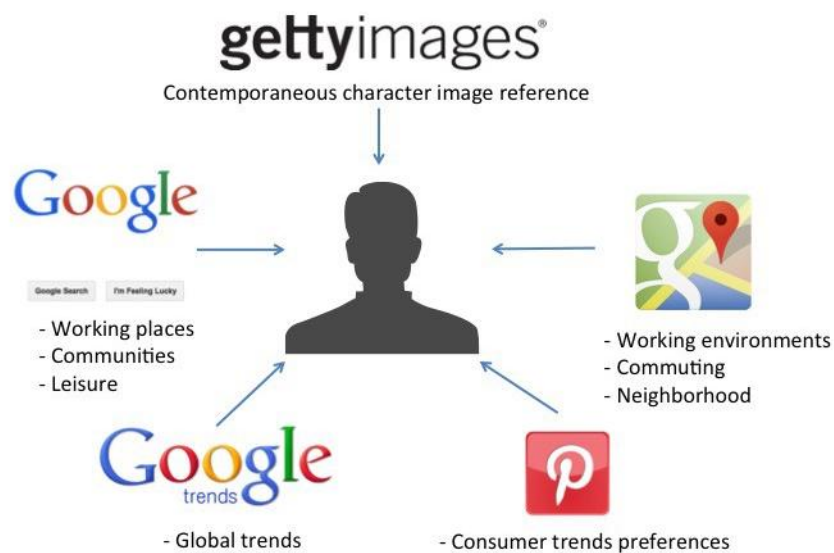 gettyimages®
Contemporaneous character image reference
Google
Google Search I'm Feeling Lucky
- Working places
- Communities
- Leisure
g
- Working environments
- Commuting
- Neighborhood
Google
trends
- Global trends
- Consumer trends preferences